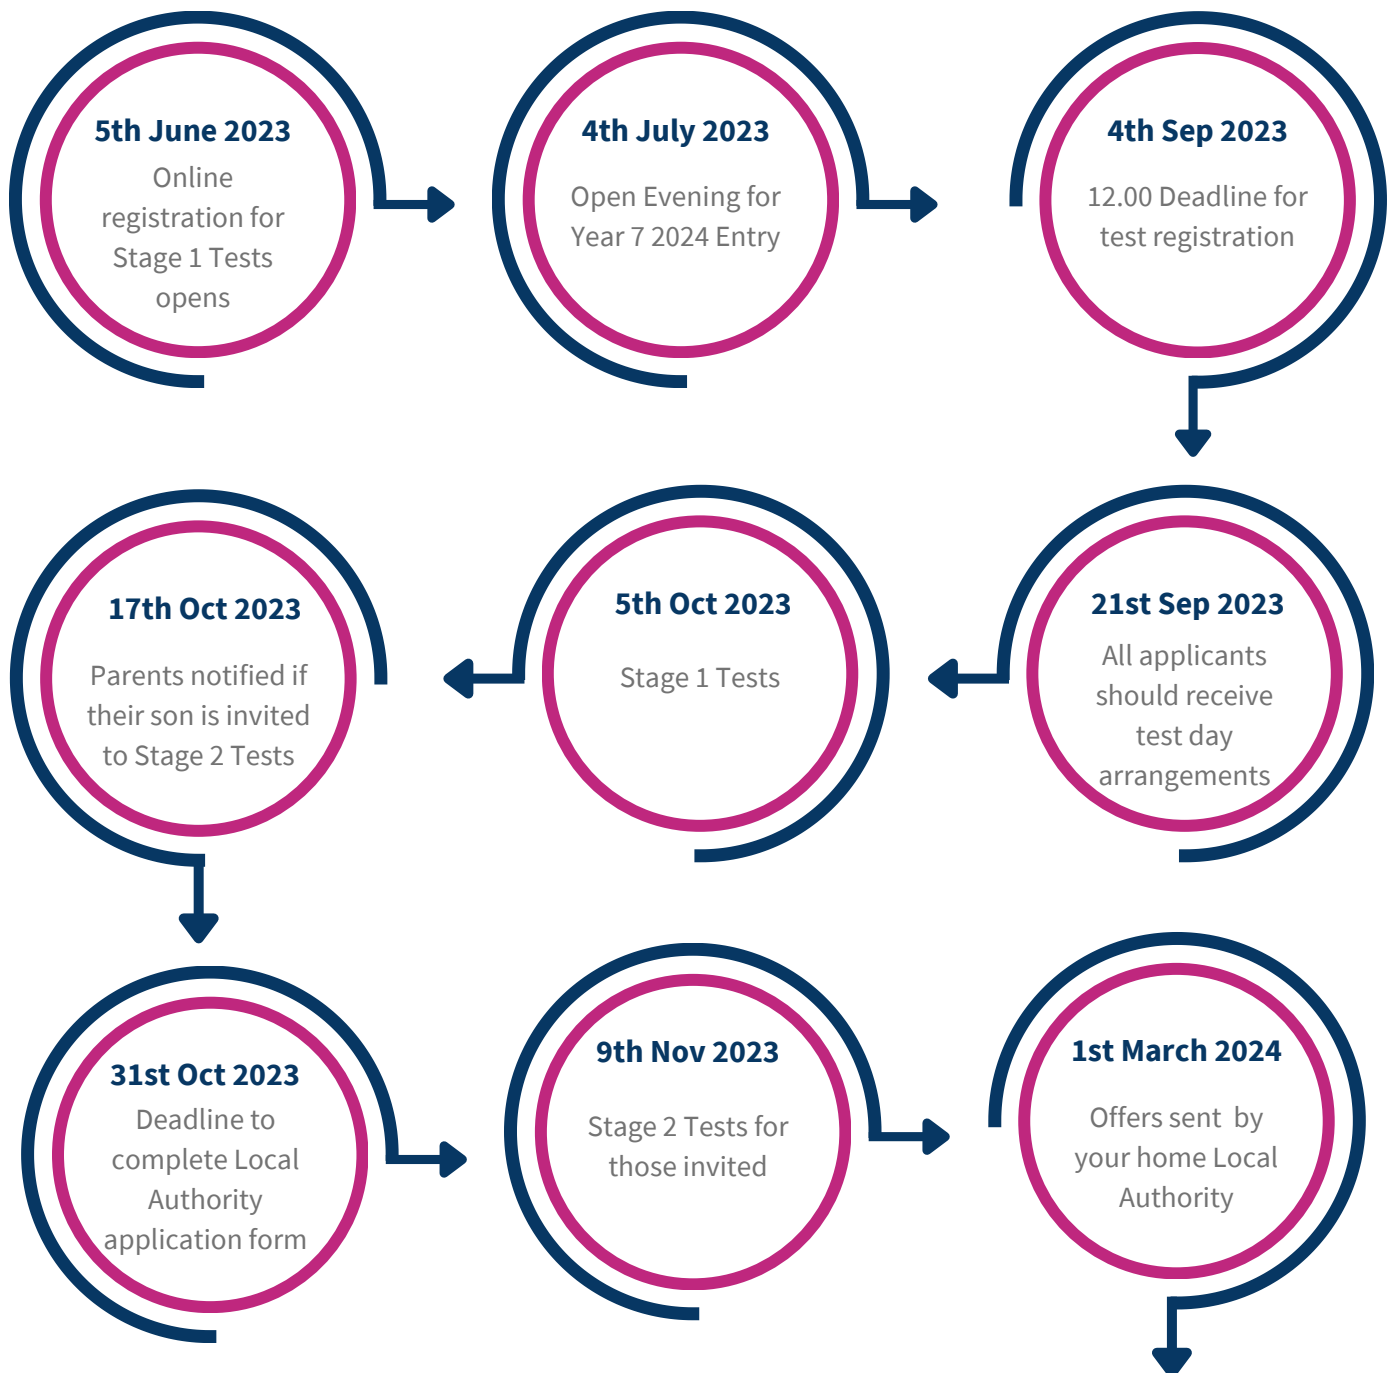 5th June 2023
Online
registration for
Stage 1 Tests
opens
4th July 2023
Open Evening for
Year 7 2024 Entry
4th Sep 2023
12.00 Deadline for
test registration
21st Sep 2023
All applicants
should receive
test day
arrangements
5th Oct 2023
Stage 1 Tests
17th Oct 2023
Parents notified if
their son is invited
to Stage 2 Tests
31st Oct 2023
Deadline to
complete Local
Authority
application form
9th Nov 2023
Stage 2 Tests for
those invited
1st March 2024
Offers sent by
your home Local
Authority